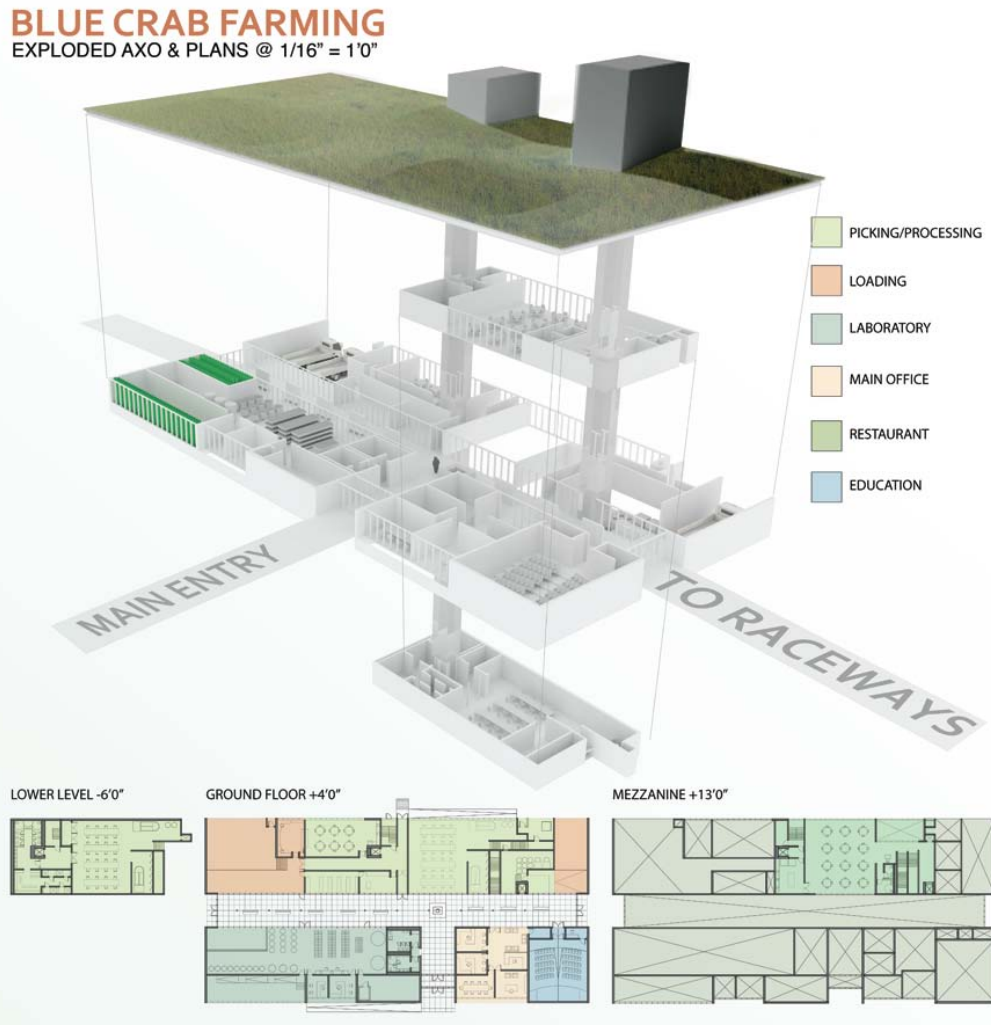 BLUE CRAB FARMING
EXPLODED AXO & PLANS @ 1/16" = 1'0"
PICKING/PROCESSING
LOADING
LABORATORY
MAIN OFFICE
RESTAURANT
EDUCATION
MAIN ENTRY
TO RACEWAYS
LOWER LEVEL -6'0"
GROUND FLOOR +4'0"
MEZZANINE +13'0"